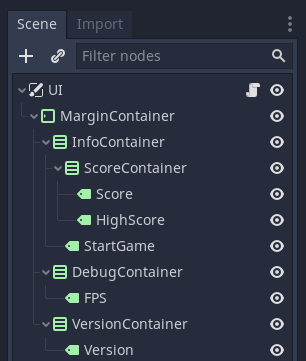 Scene Import
Filter nodes
UI
MarginContainer
InfoContainer
ScoreContainer
Score
HighScore
StartGame
DebugContainer
FPS
VersionContainer
Version